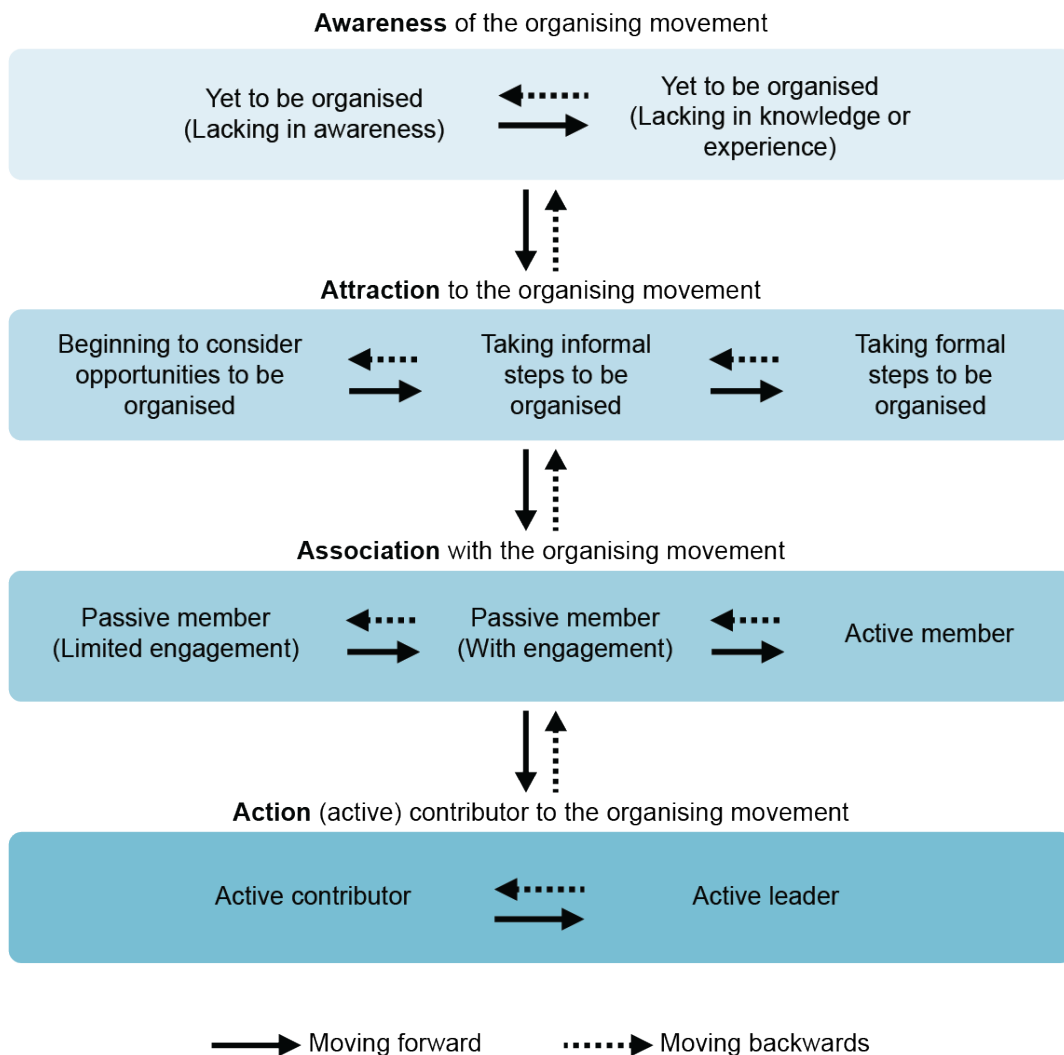 Awareness of the organising movement
Yet to be organised
(Lacking in awareness)
Yet to be organised
(Lacking in knowledge or
experience)
Attraction to the organising movement
Beginning to consider
opportunities to be
organised
Taking informal
steps to be
organised
Taking formal
steps to be
organised
Association with the organising movement
Passive member
(Limited engagement)
Passive member
(With engagement)
Active member
Action (active) contributor to the organising movement
Active contributor
Active leader
Moving forward
Moving backwards